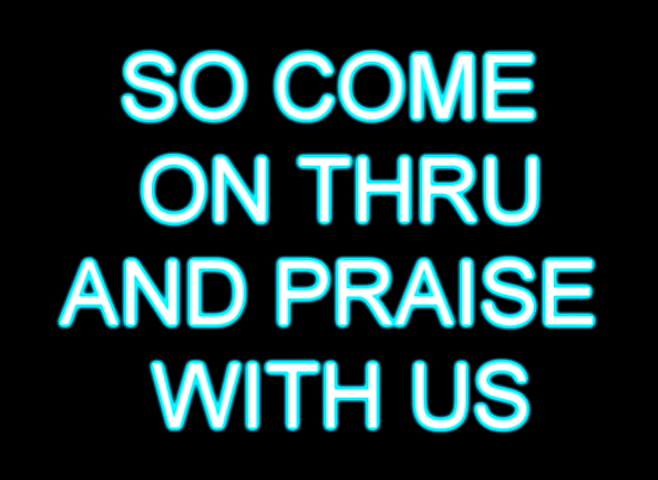 SO COME
ON THRU
AND PRAISE
WITH US